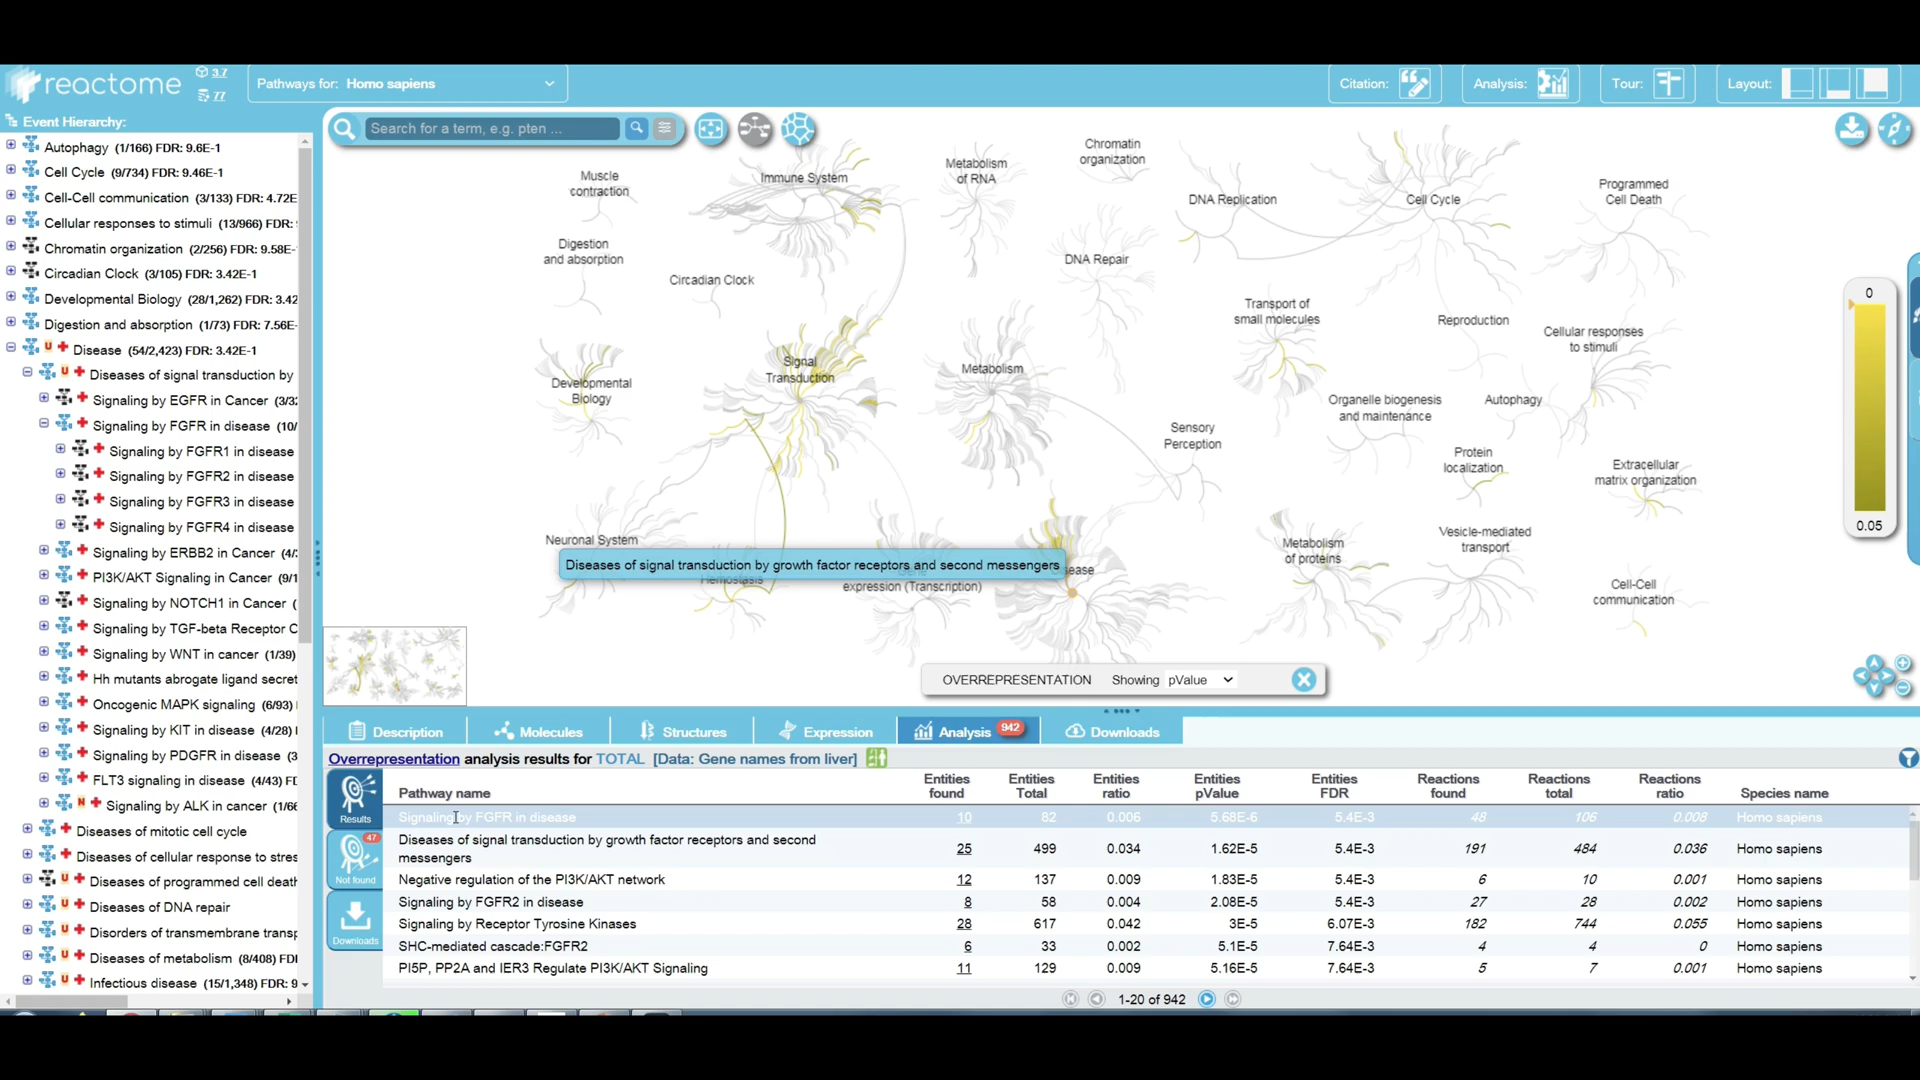 reactome
3.7
77
Pathways for: Homo sapiens
Citation:
Analysis:
Tour:
Layout:
Event Hierarchy:
Autophagy (1/166) FDR: 9.6E-1
Cell Cycle (9/734) FDR: 9.46E-1
Cell-Cell communication (3/133) FDR: 4.72E
Cellular responses to stimuli (13/966) FDR:
Chromatin organization (2/256) FDR: 9.58E-
Circadian Clock (3/105) FDR: 3.42E-1
Developmental Biology (28/1,262) FDR: 3.42
Digestion and absorption (1/73) FDR: 7.56E-
U Disease (54/2,423) FDR: 3.42E-1
U Diseases of signal transduction by
Signaling by EGFR in Cancer (3/32
Signaling by FGFR in disease (10/
Signaling by FGFR1 in disease
Signaling by FGFR2 in disease
Signaling by FGFR3 in disease
Signaling by FGFR4 in disease
Signaling by ERBB2 in Cancer (4/
PI3K/AKT Signaling in Cancer (9/1
Signaling by NOTCH1 in Cancer (
Signaling by TGF-beta Receptor C
Signaling by WNT in cancer (1/39)
Hh mutants abrogate ligand secret
Oncogenic MAPK signaling (6/93)
Signaling by KIT in disease (4/28)
Signaling by PDGFR in disease (3
FLT3 signaling in disease (4/43) FD
N Signaling by ALK in cancer (1/66
Diseases of mitotic cell cycle
Diseases of cellular response to stres
U Diseases of programmed cell death
U Diseases of DNA repair
U Disorders of transmembrane transp
U Diseases of metabolism (8/408) FDI
U Infectious disease (15/1,348) FDR: 9
Search for a term, e.g. pten ...
Muscle
contraction
Immune System
Metabolism
of RNA
Chromatin
organization
DNA Replication
Cell Cycle
Programmed
Cell Death
Digestion
and absorption
Circadian Clock
DNA Repair
Transport of
small molecules
Reproduction
Cellular responses
to stimuli
Developmental
Biology
Signal
Transduction
Metabolism
Sensory
Perception
Organelle biogenesis
and maintenance
Autophagy
Protein
localization
Extracellular
matrix organization
Neuronal System
Hemostasis
expression (Transcription)
Diseases of signal transduction by growth factor receptors and second messengers
Metabolism
of proteins
Vesicle-mediated
transport
Cell-Cell
communication
0
0.05
OVERREPRESENTATION Showing pValue
Description
Molecules
Structures
Expression
Analysis 942
Downloads
Overrepresentation analysis results for TOTAL [Data: Gene names from liver]
Results
47
Not found
Downloads
Pathway name Entities found Entities Total Entities ratio Entities pValue Entities FDR Reactions found Reactions total Reactions ratio Species name
Signaling by FGFR in disease 10 82 0.006 5.68E-6 5.4E-3 48 106 0.008 Homo sapiens
Diseases of signal transduction by growth factor receptors and second
messengers 25 499 0.034 1.62E-5 5.4E-3 191 484 0.036 Homo sapiens
Negative regulation of the PI3K/AKT network 12 137 0.009 1.83E-5 5.4E-3 6 10 0.001 Homo sapiens
Signaling by FGFR2 in disease 8 58 0.004 2.08E-5 5.4E-3 27 28 0.002 Homo sapiens
Signaling by Receptor Tyrosine Kinases 28 617 0.042 3E-5 6.07E-3 182 744 0.055 Homo sapiens
SHC-mediated cascade:FGFR2 6 33 0.002 5.1E-5 7.64E-3 4 4 0 Homo sapiens
PI5P, PP2A and IER3 Regulate PI3K/AKT Signaling 11 129 0.009 5.16E-5 7.64E-3 5 7 0.001 Homo sapiens
1-20 of 942